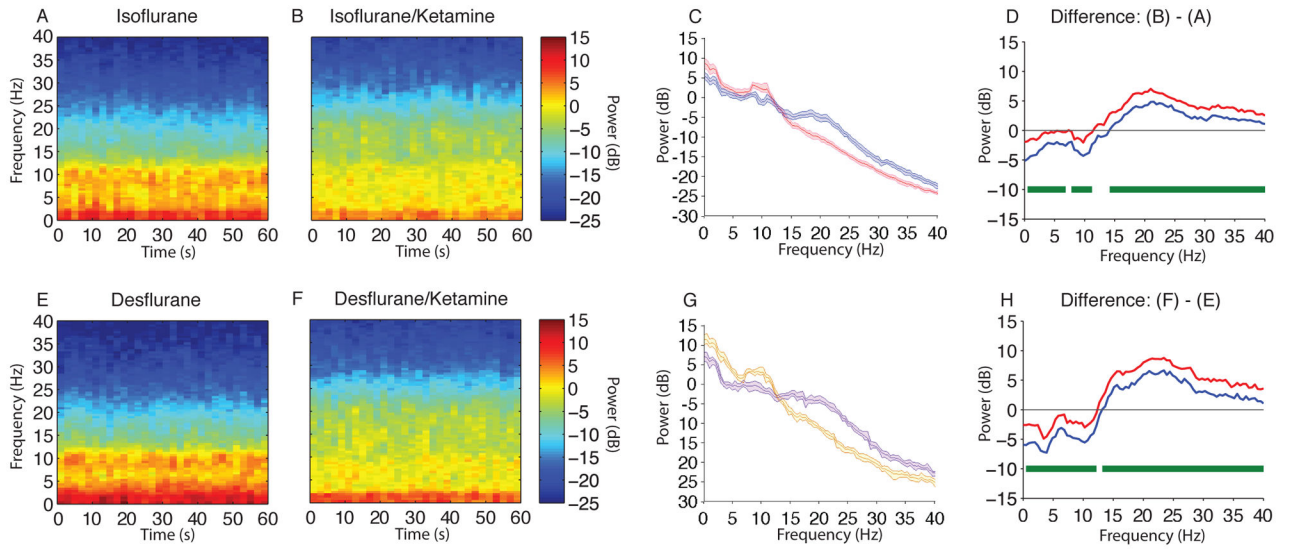 A Isoflurane
B Isoflurane/Ketamine
C
D Difference: (B) - (A)
Frequency (Hz)
40
35
30
25
20
15
10
5
0
0 10 20 30 40 50 60
Time (s)
0 10 20 30 40 50 60
Time (s)
15
10
5
0
−5
−10
−15
−20
−25
Power (dB)
Power (dB)
15
10
5
0
-5
-10
-15
-20
-25
-30
0 5 10 15 20 25 30 35 40
Frequency (Hz)
Power (dB)
15
10
5
0
−5
−10
−15
0 5 10 15 20 25 30 35 40
Frequency (Hz)
E Desflurane
F Desflurane/Ketamine
G
H Difference: (F) - (E)
Frequency (Hz)
40
35
30
25
20
15
10
5
0
0 10 20 30 40 50 60
Time (s)
0 10 20 30 40 50 60
Time (s)
15
10
5
0
−5
−10
−15
−20
−25
Power (dB)
Power (dB)
15
10
5
0
5
10
15
20
25
30
0 5 10 15 20 25 30 35 40
Frequency (Hz)
Power (dB)
15
10
5
0
−5
−10
−15
0 5 10 15 20 25 30 35 40
Frequency (Hz)